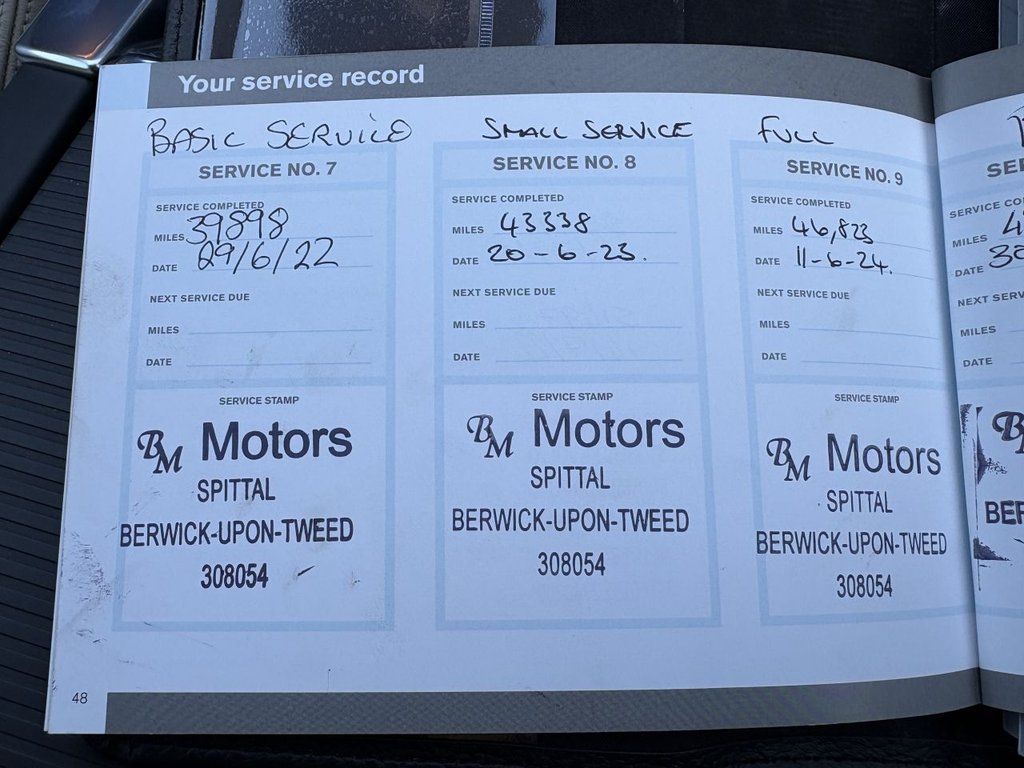 Your service record
BASIC SERVICE
SERVICE NO. 7
SERVICE COMPLETED
MILES 39898
DATE 29/6/22
NEXT SERVICE DUE
MILES
DATE
SERVICE STAMP
BM Motors
SPITTAL
BERWICK-UPON-TWEED
308054
SMALL SERVICE
SERVICE NO. 8
SERVICE COMPLETED
MILES 43338
DATE 20-6-23.
NEXT SERVICE DUE
MILES
DATE
SERVICE STAMP
BM Motors
SPITTAL
BERWICK-UPON-TWEED
308054
FULL
SERVICE NO. 9
SERVICE COMPLETED
MILES 46,823
DATE 11-6-24.
NEXT SERVICE DUE
MILES
DATE
SERVICE STAMP
BM Motors
SPITTAL
BERWICK-UPON-TWEED
308054
MILES
DATE
MILES
DATE
48